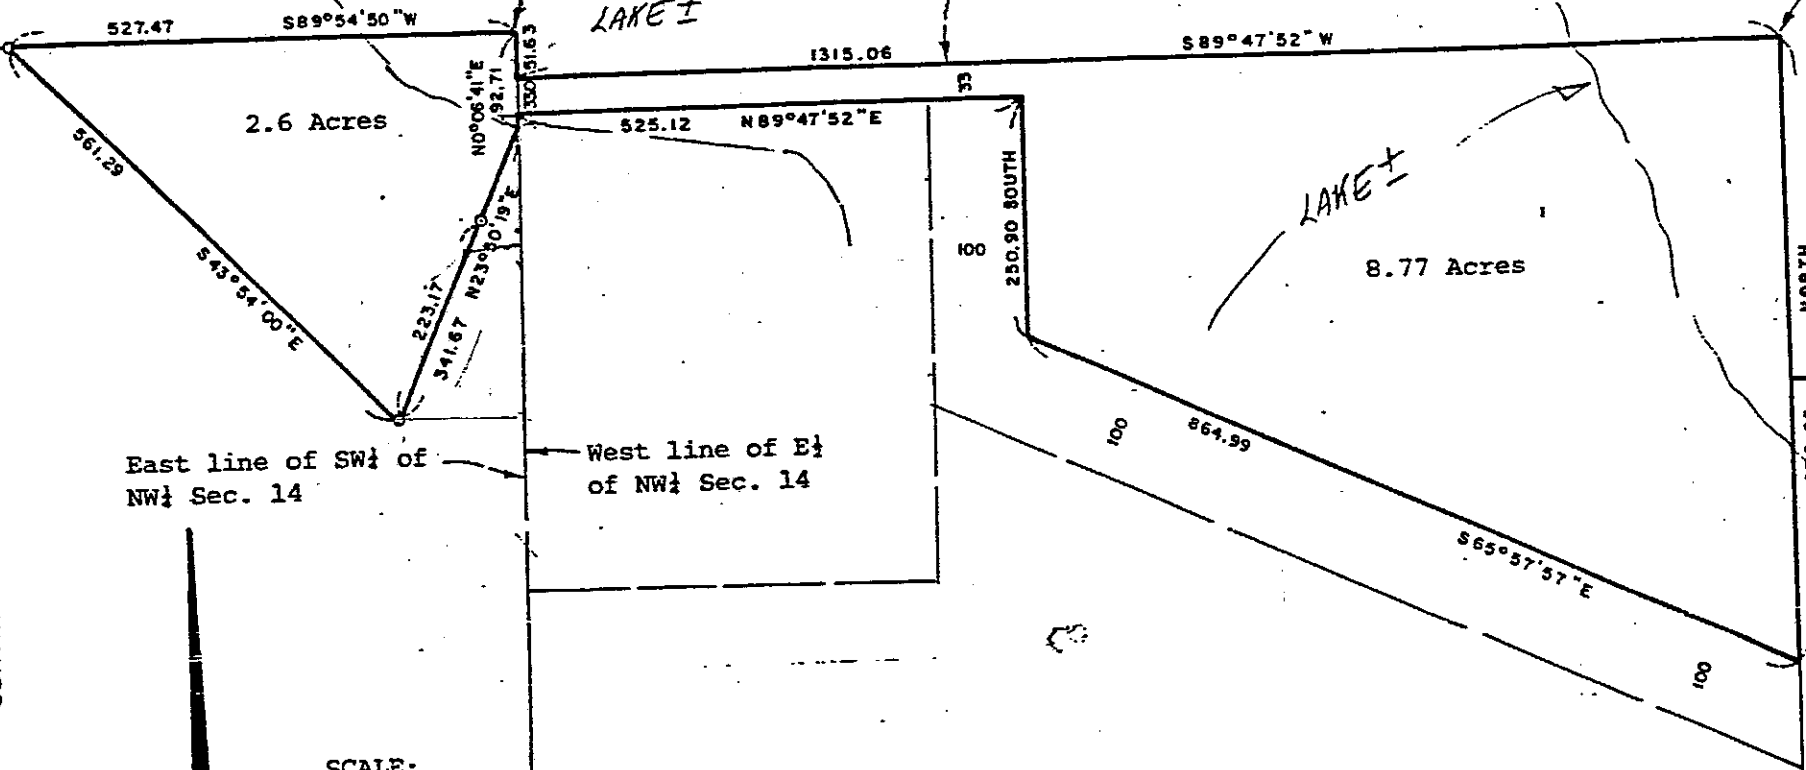 527.47
S89°54'50"W
LAKE ±
51.63
1315.06
S89°47'52"W
N0°06'41"E
92.71
330
33
2.6 Acres
525.12
N89°47'52"E
561.29
S43°54'00"E
223.17
341.67
N23°50'19"E
100
250.90 SOUTH
LAKE ±
8.77 Acres
NORTH
East line of SW¼ of
NW¼ Sec. 14
West line of E½
of NW¼ Sec. 14
100
864.99
S65°57'57"E
100
SCALE: